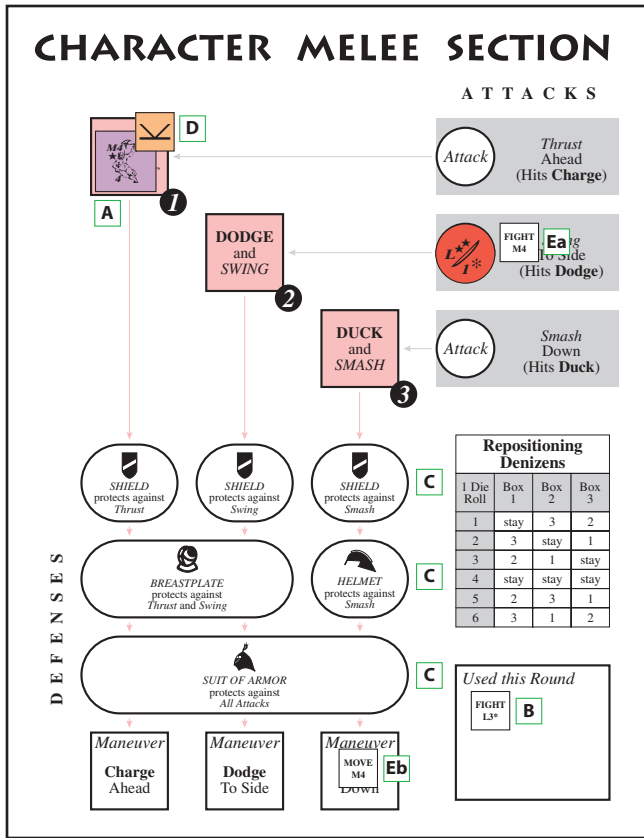 CHARACTER MELEE SECTION
ATTACKS
M4
D
Attack
Thrust
Ahead
(Hits Charge)
A
1
DODGE
and
SWING
2
L
1*
FIGHT
M4
Ea
To Side
(Hits Dodge)
DUCK
and
SMASH
3
Attack
Smash
Down
(Hits Duck)
DEFENSES
SHIELD
protects against
Thrust
SHIELD
protects against
Swing
SHIELD
protects against
Smash
C
BREASTPLATE
protects against
Thrust and Swing
HELMET
protects against
Smash
C
SUIT OF ARMOR
protects against
All Attacks
C
Repositioning
Denizens
1 Die Roll Box 1 Box 2 Box 3
1 stay 3 2
2 3 stay 1
3 2 1 stay
4 stay stay stay
5 2 3 1
6 3 1 2
Used this Round
FIGHT
L3*
B
Maneuver
Charge
Ahead
Maneuver
Dodge
To Side
Maneuver
MOVE
M4
Eb
Down